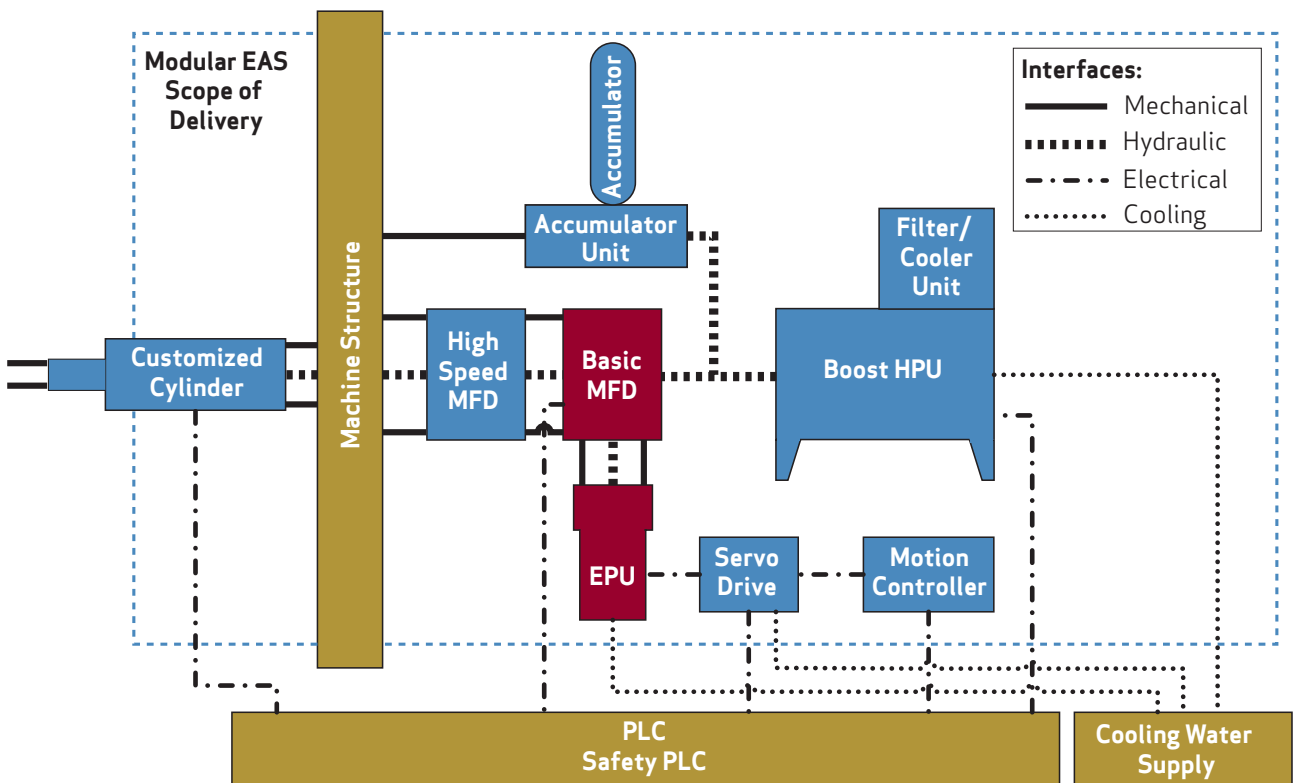 Modular EAS
Scope of
Delivery
Machine Structure
Accumulator
Interfaces:
Mechanical
Hydraulic
Electrical
Cooling
Accumulator
Unit
Filter/
Cooler
Unit
Customized
Cylinder
High
Speed
MFD
Basic
MFD
Boost HPU
EPU
Servo
Drive
Motion
Controller
PLC
Safety PLC
Cooling Water
Supply